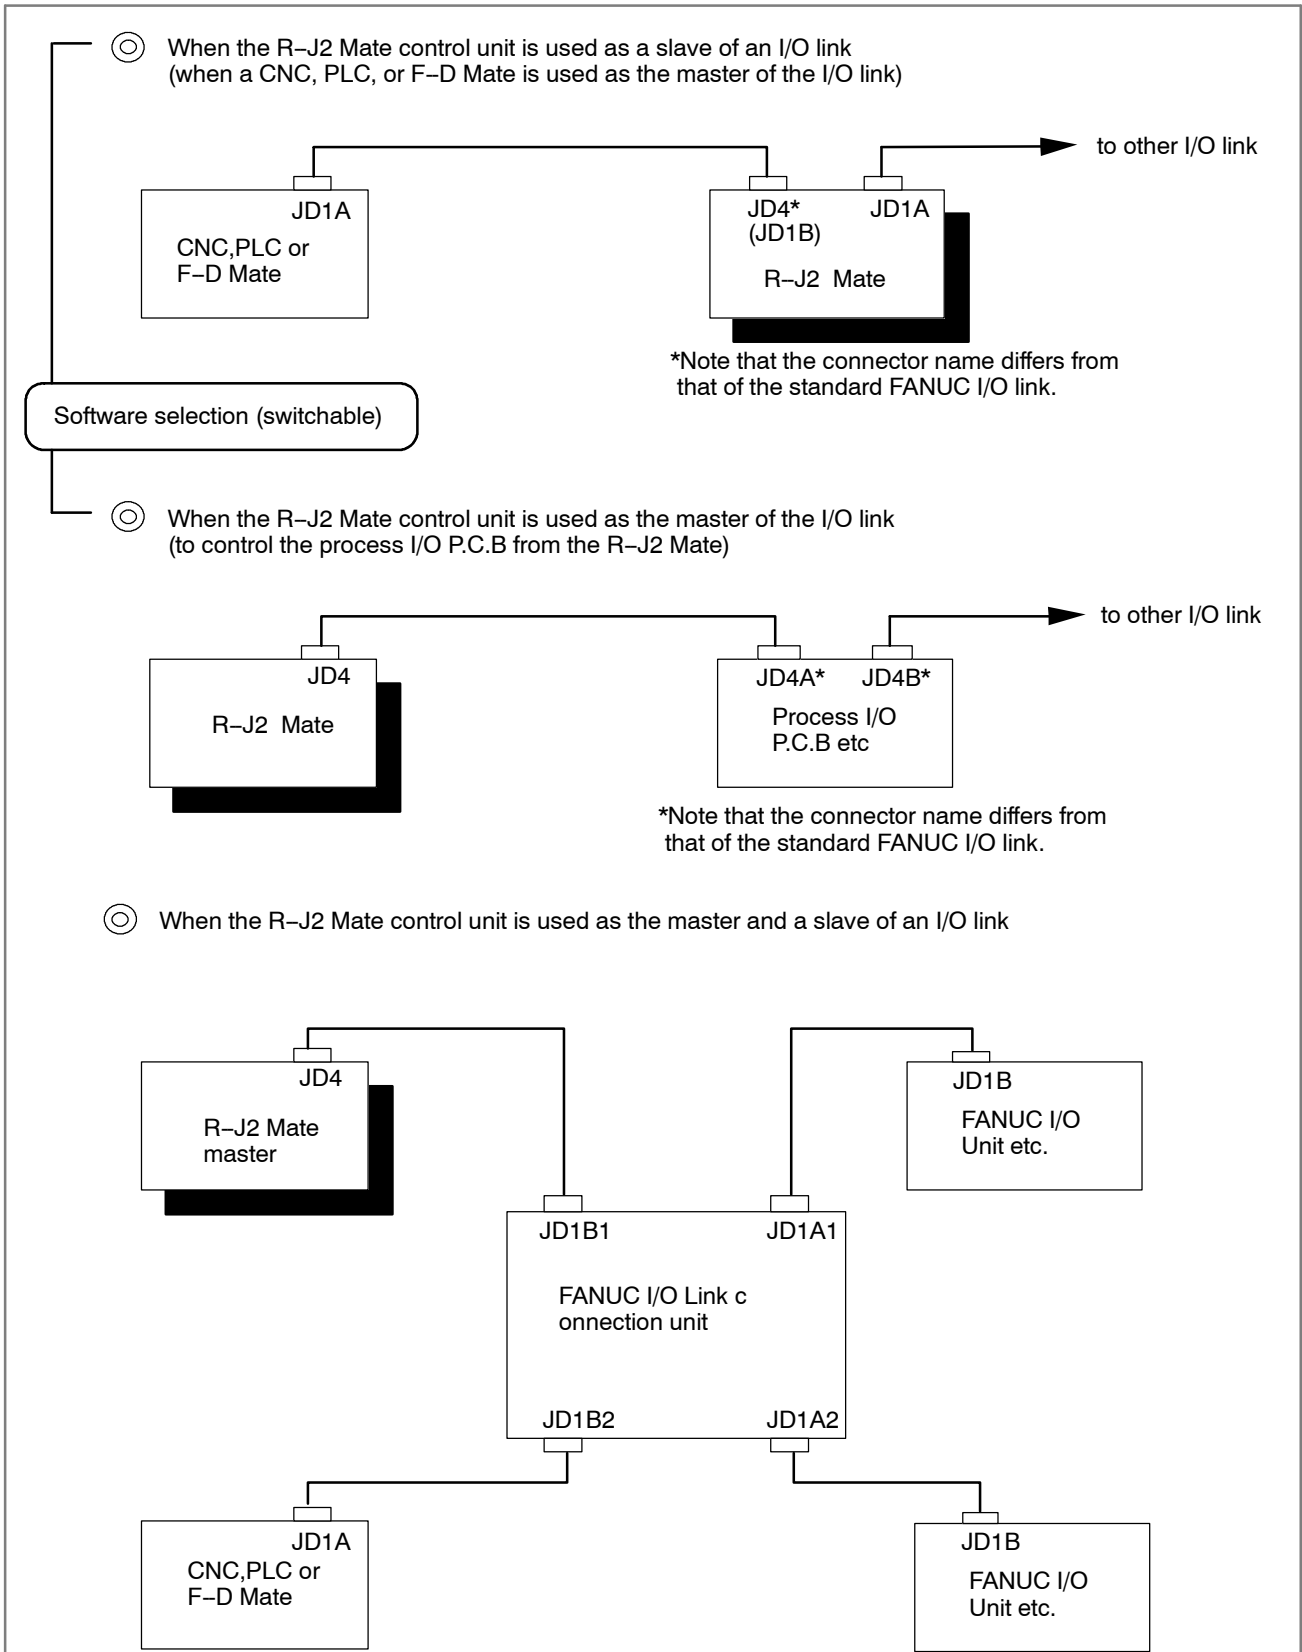 When the R–J2 Mate control unit is used as a slave of an I/O link
(when a CNC, PLC, or F–D Mate is used as the master of the I/O link)
to other I/O link
JD1A
JD4*
JD1A
(JD1B)
CNC,PLC or
F–D Mate
R–J2 Mate
*Note that the connector name differs from
that of the standard FANUC I/O link.
Software selection (switchable)
When the R–J2 Mate control unit is used as the master of the I/O link
(to control the process I/O P.C.B from the R–J2 Mate)
to other I/O link
JD4
R–J2 Mate
JD4A*
JD4B*
Process I/O
P.C.B etc
*Note that the connector name differs from
that of the standard FANUC I/O link.
When the R–J2 Mate control unit is used as the master and a slave of an I/O link
JD4
R–J2 Mate
master
JD1B
FANUC I/O
Unit etc.
JD1B1
JD1A1
FANUC I/O Link c
onnection unit
JD1B2
JD1A2
JD1A
CNC,PLC or
F–D Mate
JD1B
FANUC I/O
Unit etc.